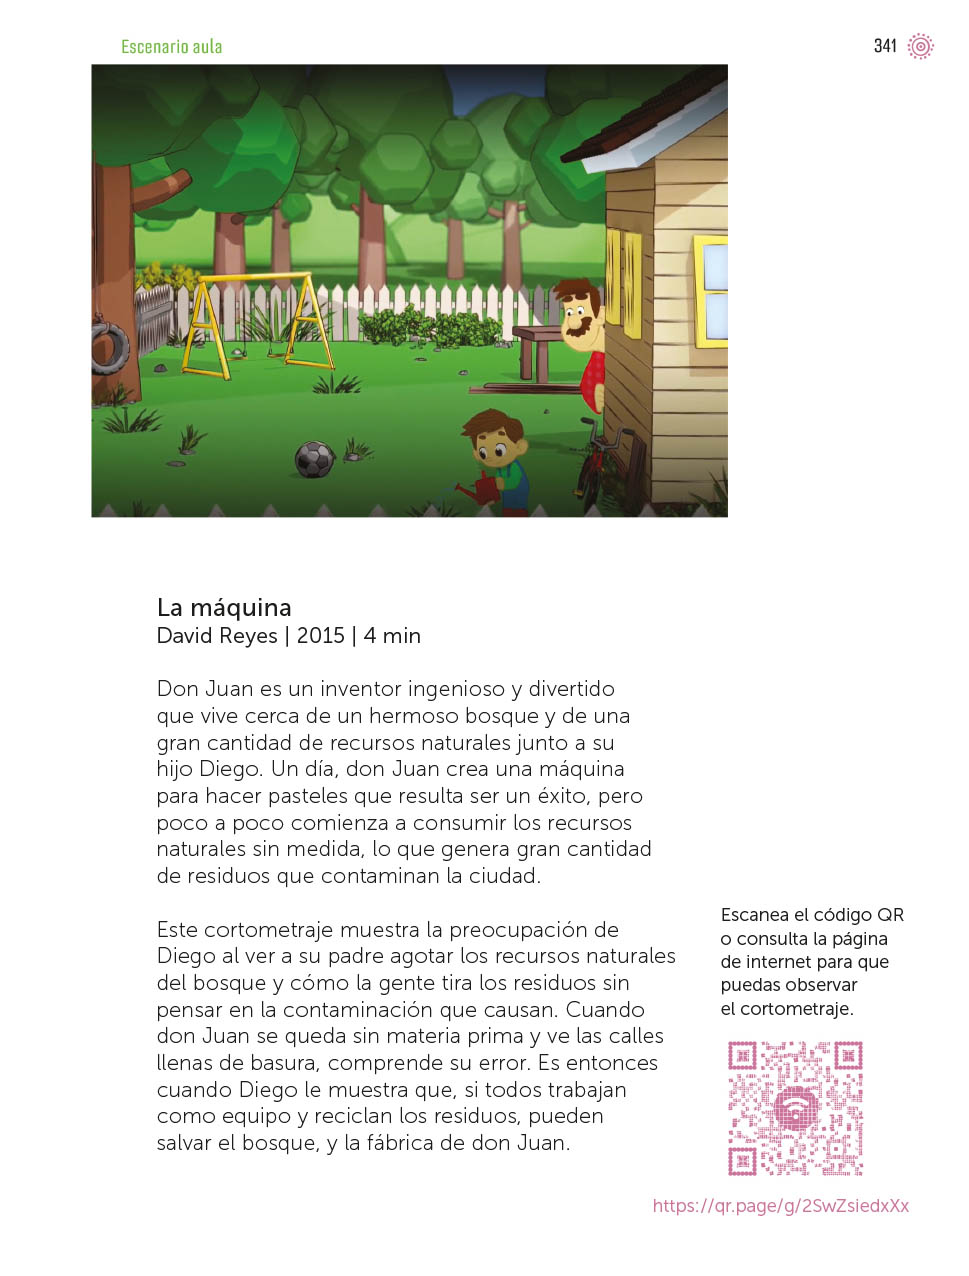 Escenario aula
341
La máquina
David Reyes | 2015 | 4 min
Don Juan es un inventor ingenioso y divertido
que vive cerca de un hermoso bosque y de una
gran cantidad de recursos naturales junto a su
hijo Diego. Un día, don Juan crea una máquina
para hacer pasteles que resulta ser un éxito, pero
poco a poco comienza a consumir los recursos
naturales sin medida, lo que genera gran cantidad
de residuos que contaminan la ciudad.
Este cortometraje muestra la preocupación de
Diego al ver a su padre agotar los recursos naturales
del bosque y cómo la gente tira los residuos sin
pensar en la contaminación que causan. Cuando
don Juan se queda sin materia prima y ve las calles
llenas de basura, comprende su error. Es entonces
cuando Diego le muestra que, si todos trabajan
como equipo y reciclan los residuos, pueden
salvar el bosque, y la fábrica de don Juan.
Escanea el código QR
o consulta la página
de internet para que
puedas observar
el cortometraje.
https://qr.page/g/2SwZsiedxXx